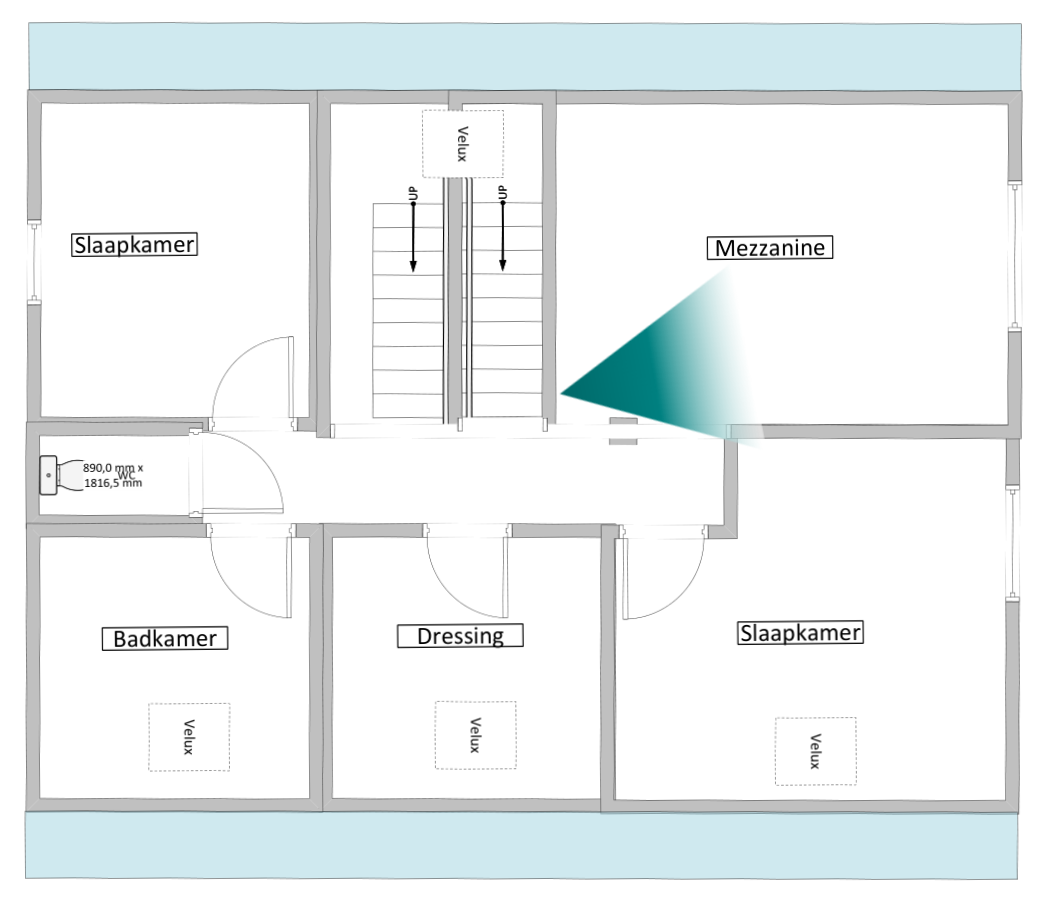 Velux
UP
UP
Slaapkamer
Mezzanine
890,0 mm x
WC
1816,5 mm
Badkamer
Dressing
Slaapkamer
Velux
Velux
Velux